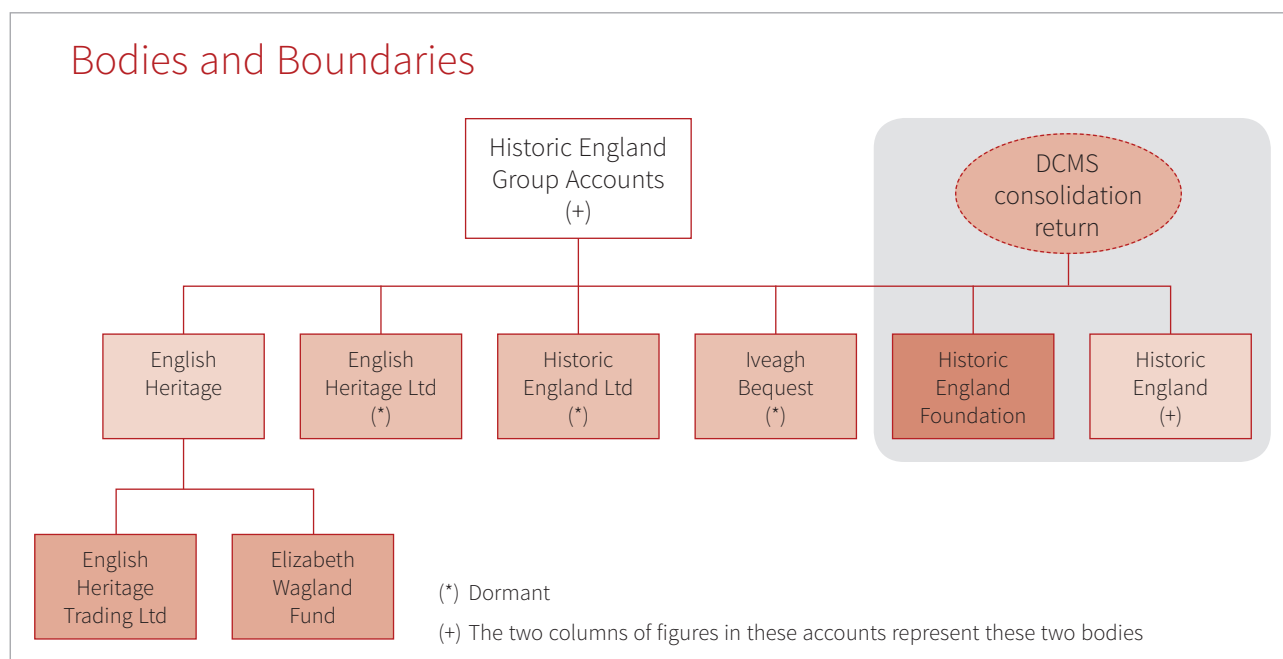 Bodies and Boundaries
Historic England
Group Accounts
(+)
DCMS
consolidation
return
English
Heritage
English
Heritage Ltd
(*)
Historic
England Ltd
(*)
Iveagh
Bequest
(*)
Historic
England
Foundation
Historic
England
(+)
English
Heritage
Trading Ltd
Elizabeth
Wagland
Fund
(*) Dormant
(+) The two columns of figures in these accounts represent these two bodies